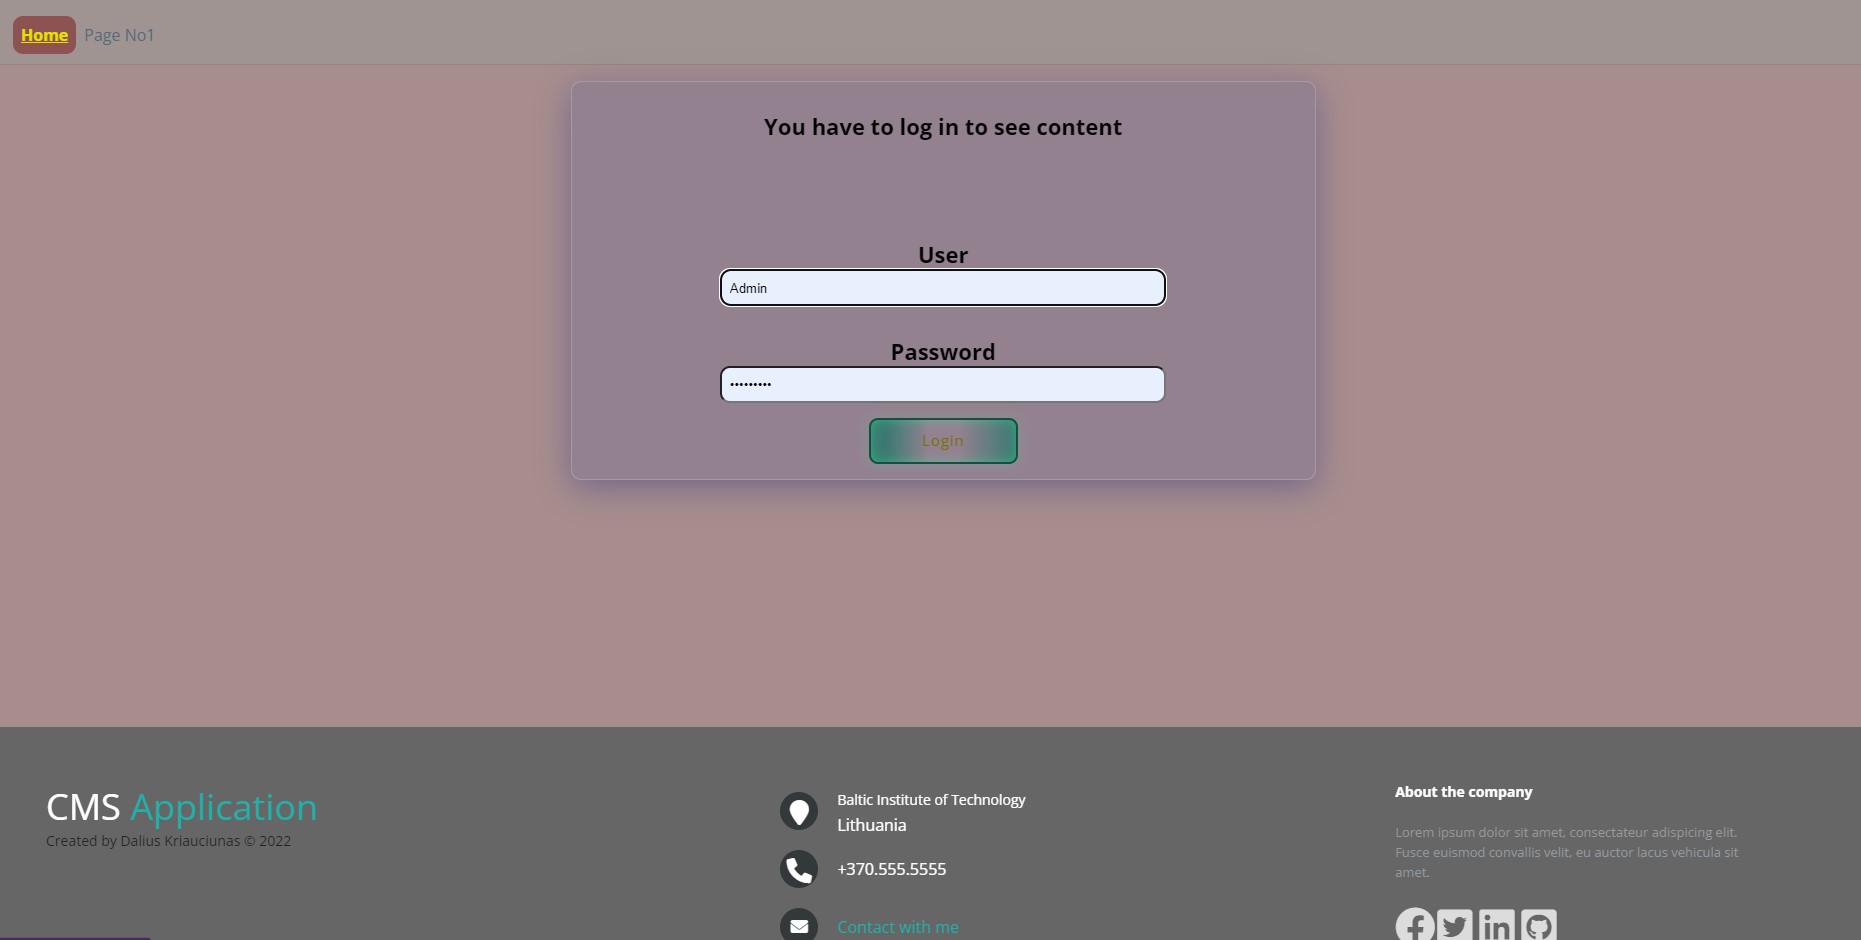 Home Page No1
You have to log in to see content
User
Admin
Password
•••••••••
Login
CMS Application
Created by Dalius Kriauciunas © 2022
Baltic Institute of Technology
Lithuania
+370.555.5555
Contact with me
About the company
Lorem ipsum dolor sit amet, consectateur adispicing elit.
Fusce euismod convallis velit, eu auctor lacus vehicula sit
amet.